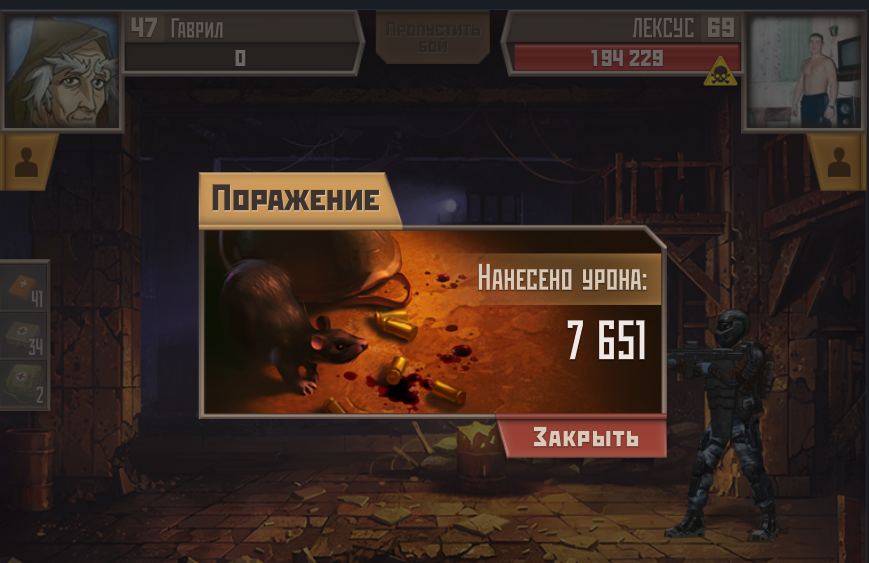 47 Гаврил
0
Пропустить
бой
ЛЕКСУС 69
194 229
Поражение
Нанесено урона:
7 651
Закрыть
41
34
2